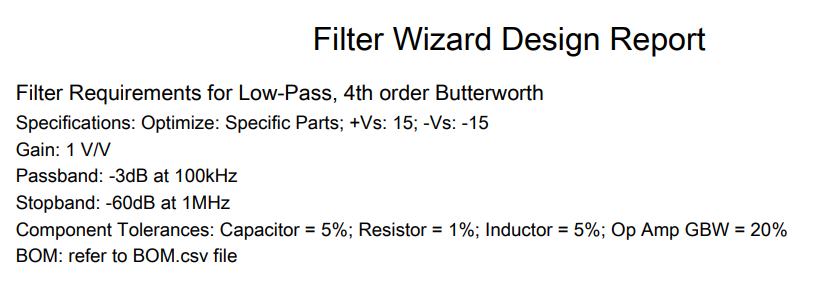 Filter Wizard Design Report
Filter Requirements for Low-Pass, 4th order Butterworth
Specifications: Optimize: Specific Parts; +Vs: 15; -Vs: -15
Gain: 1 V/V
Passband: -3dB at 100kHz
Stopband: -60dB at 1MHz
Component Tolerances: Capacitor = 5%; Resistor = 1%; Inductor = 5%; Op Amp GBW = 20%
BOM: refer to BOM.csv file